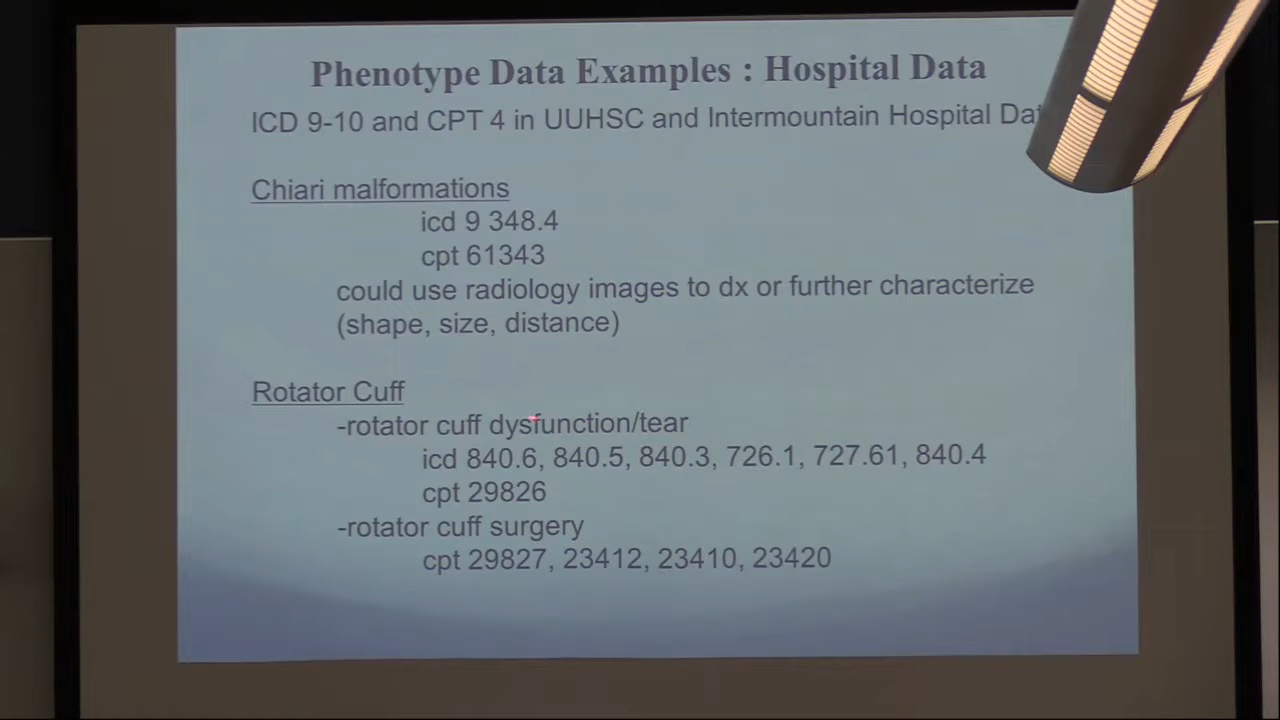 Phenotype Data Examples : Hospital Data
ICD 9-10 and CPT 4 in UUHSC and Intermountain Hospital
Chiari malformations
icd 9 348.4
cpt 61343
could use radiology images to dx or further characterize
(shape, size, distance)
Rotator Cuff
-rotator cuff dysfunction/tear
icd 840.6, 840.5, 840.3, 726.1, 727.61, 840.4
cpt 29826
-rotator cuff surgery
cpt 29827, 23412, 23410, 23420